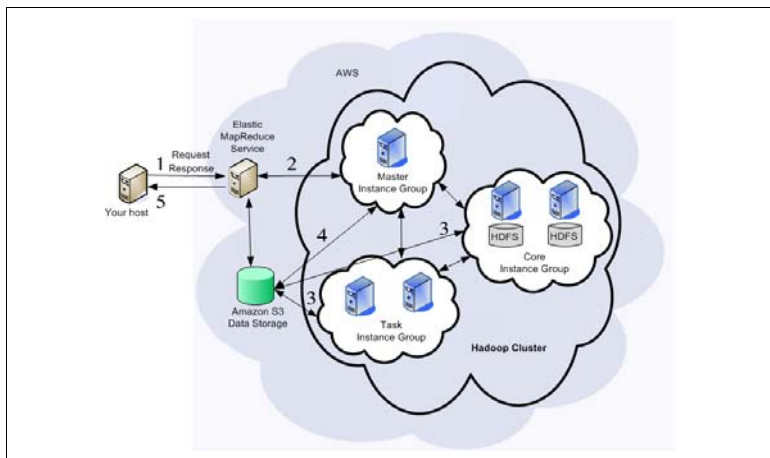 AWS
Elastic
MapReduce
Service
1
Request
Response
5
Your host
2
Master
Instance Group
3
HDFS
HDFS
Core
Instance Group
4
3
Amazon S3
Data Storage
Task
Instance Group
Hadoop Cluster